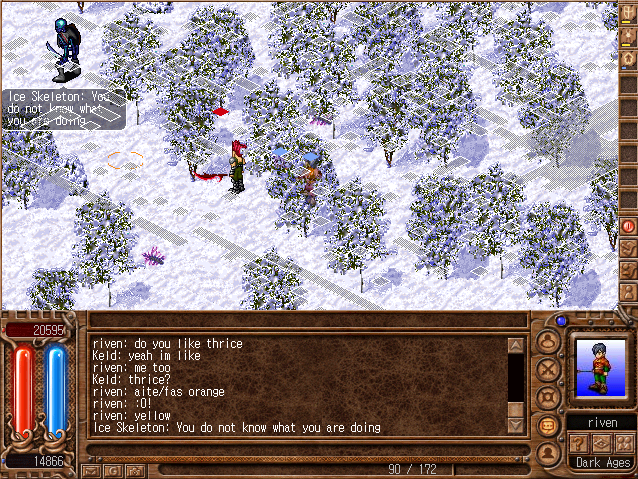 Ice Skeleton: You
do not know what
you are doing
20595
riven: do you like thrice
Keld: yeah im like
riven: me too
Keld: thrice?
riven: aite/fas orange
riven: :O!
riven: yellow
Ice Skeleton: You do not know what you are doing
riven
14866
G
90 / 172
?
Dark Ages